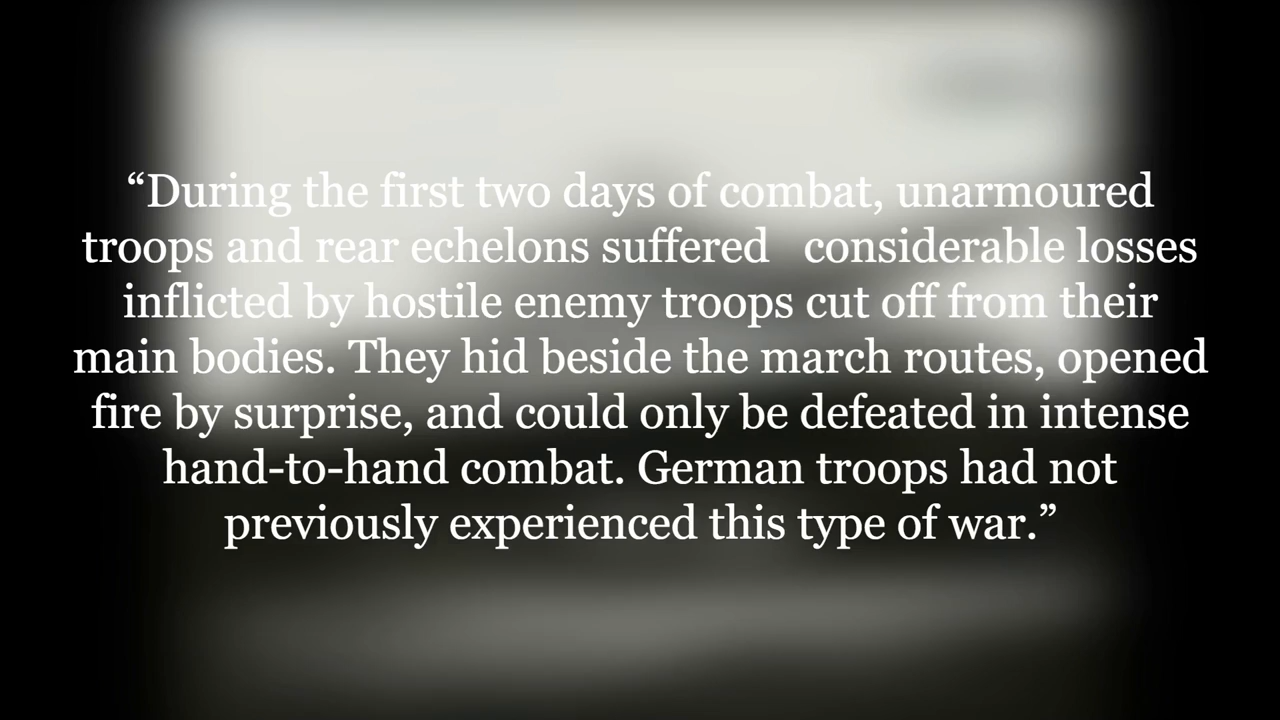 “During the first two days of combat, unarmoured
troops and rear echelons suffered   considerable losses
inflicted by hostile enemy troops cut off from their
main bodies. They hid beside the march routes, opened
fire by surprise, and could only be defeated in intense
hand-to-hand combat. German troops had not
previously experienced this type of war.”